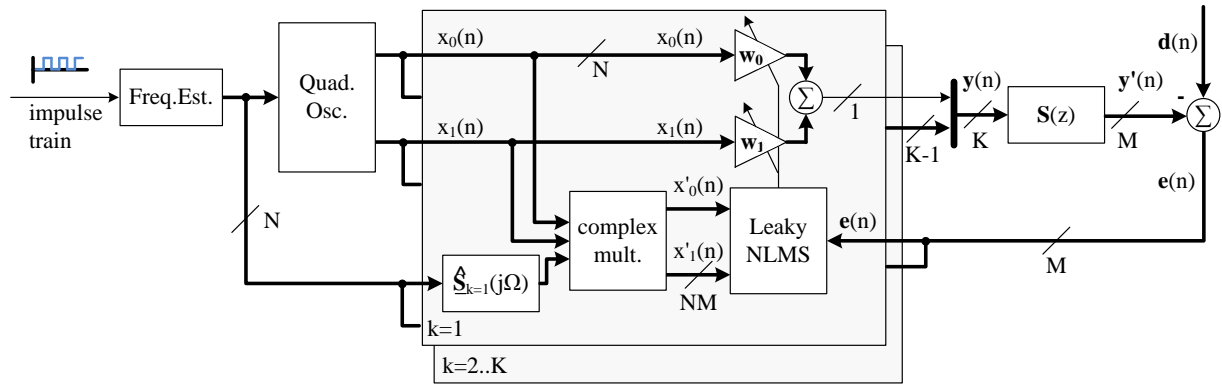 impulse
train
Freq.Est.
N
Quad.
Osc.
x₀(n)
N
x₀(n)
w₀
x₁(n)
x₁(n)
w₁
Σ
1
K-1
Ŝₖ₌₁(jΩ)
complex
mult.
x'₀(n)
x'₁(n)
NM
Leaky
NLMS
e(n)
k=1
k=2..K
y(n)
K
S(z)
y'(n)
M
d(n)
-
Σ
e(n)
M